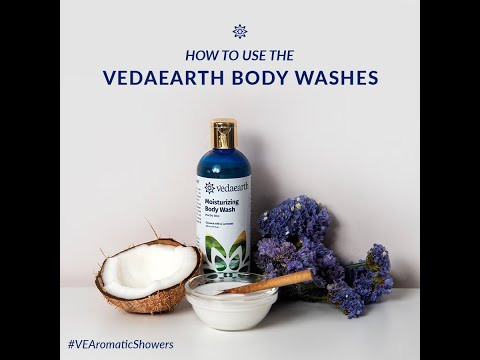 HOW TO USE THE
VEDAEARTH BODY WASHES
vedaearth
Moisturizing
Body Wash
#VEAromaticShowers